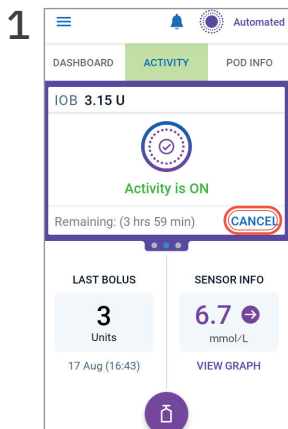 1
Automated
DASHBOARD ACTIVITY POD INFO
IOB 3.15 U
Activity is ON
Remaining: (3 hrs 59 min) CANCEL
LAST BOLUS SENSOR INFO
3 6.7
Units mmol/L
17 Aug (16:43) VIEW GRAPH